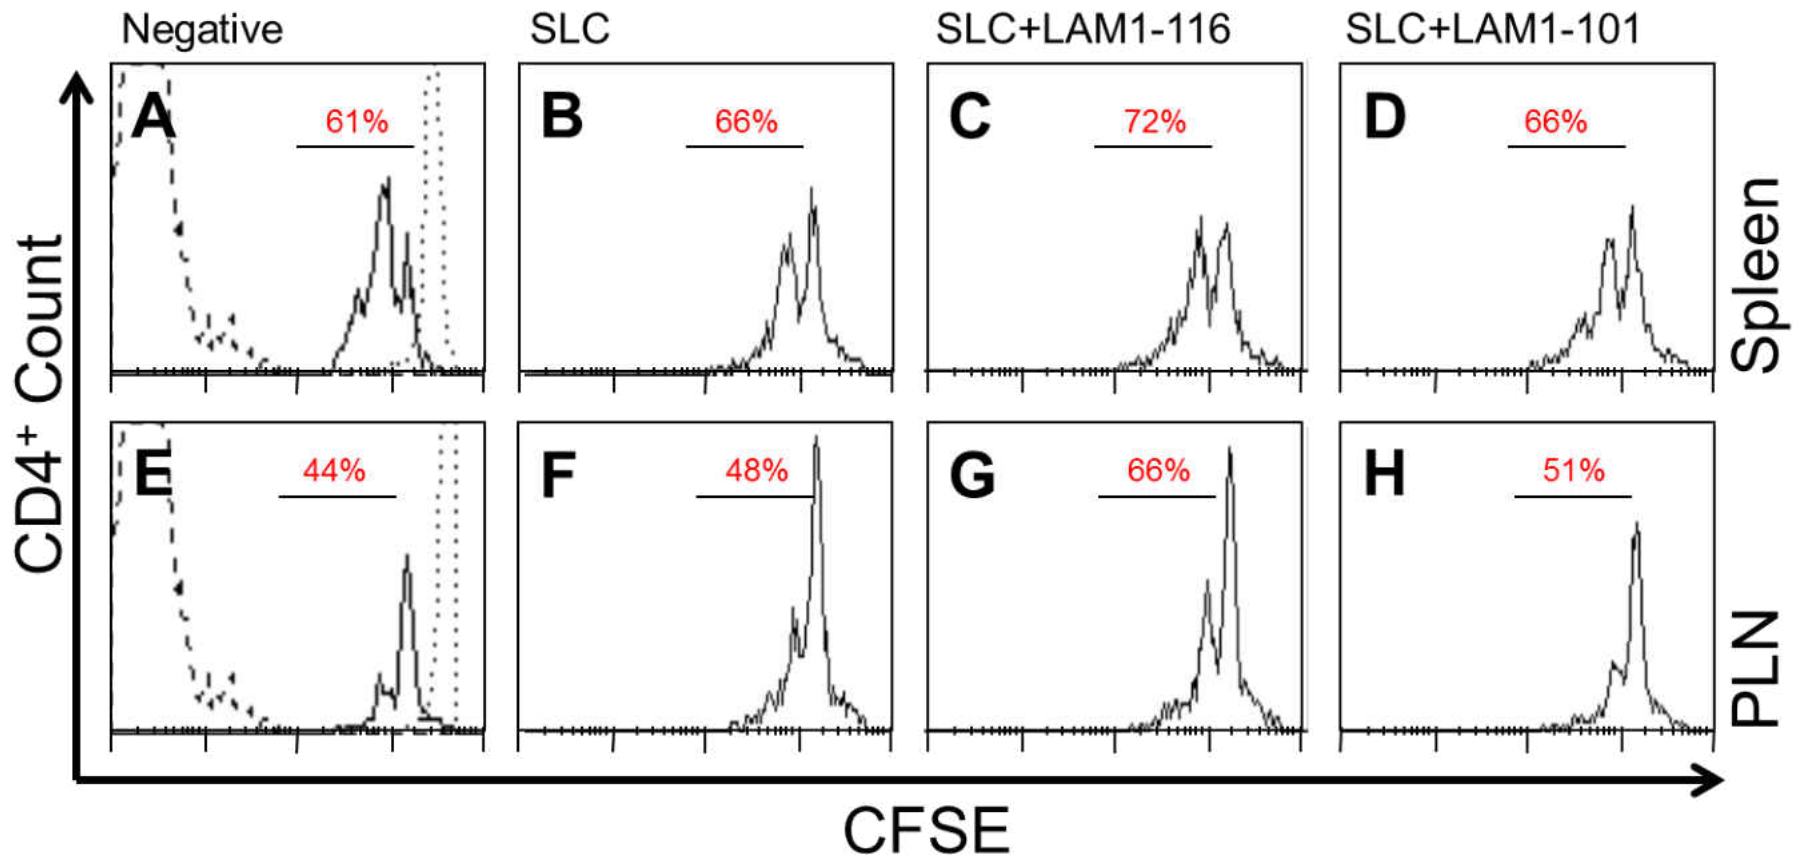 Negative
SLC
SLC+LAM1-116
SLC+LAM1-101
A
61%
B
66%
C
72%
D
66%
Spleen
CD4+ Count
E
44%
F
48%
G
66%
H
51%
PLN
CFSE